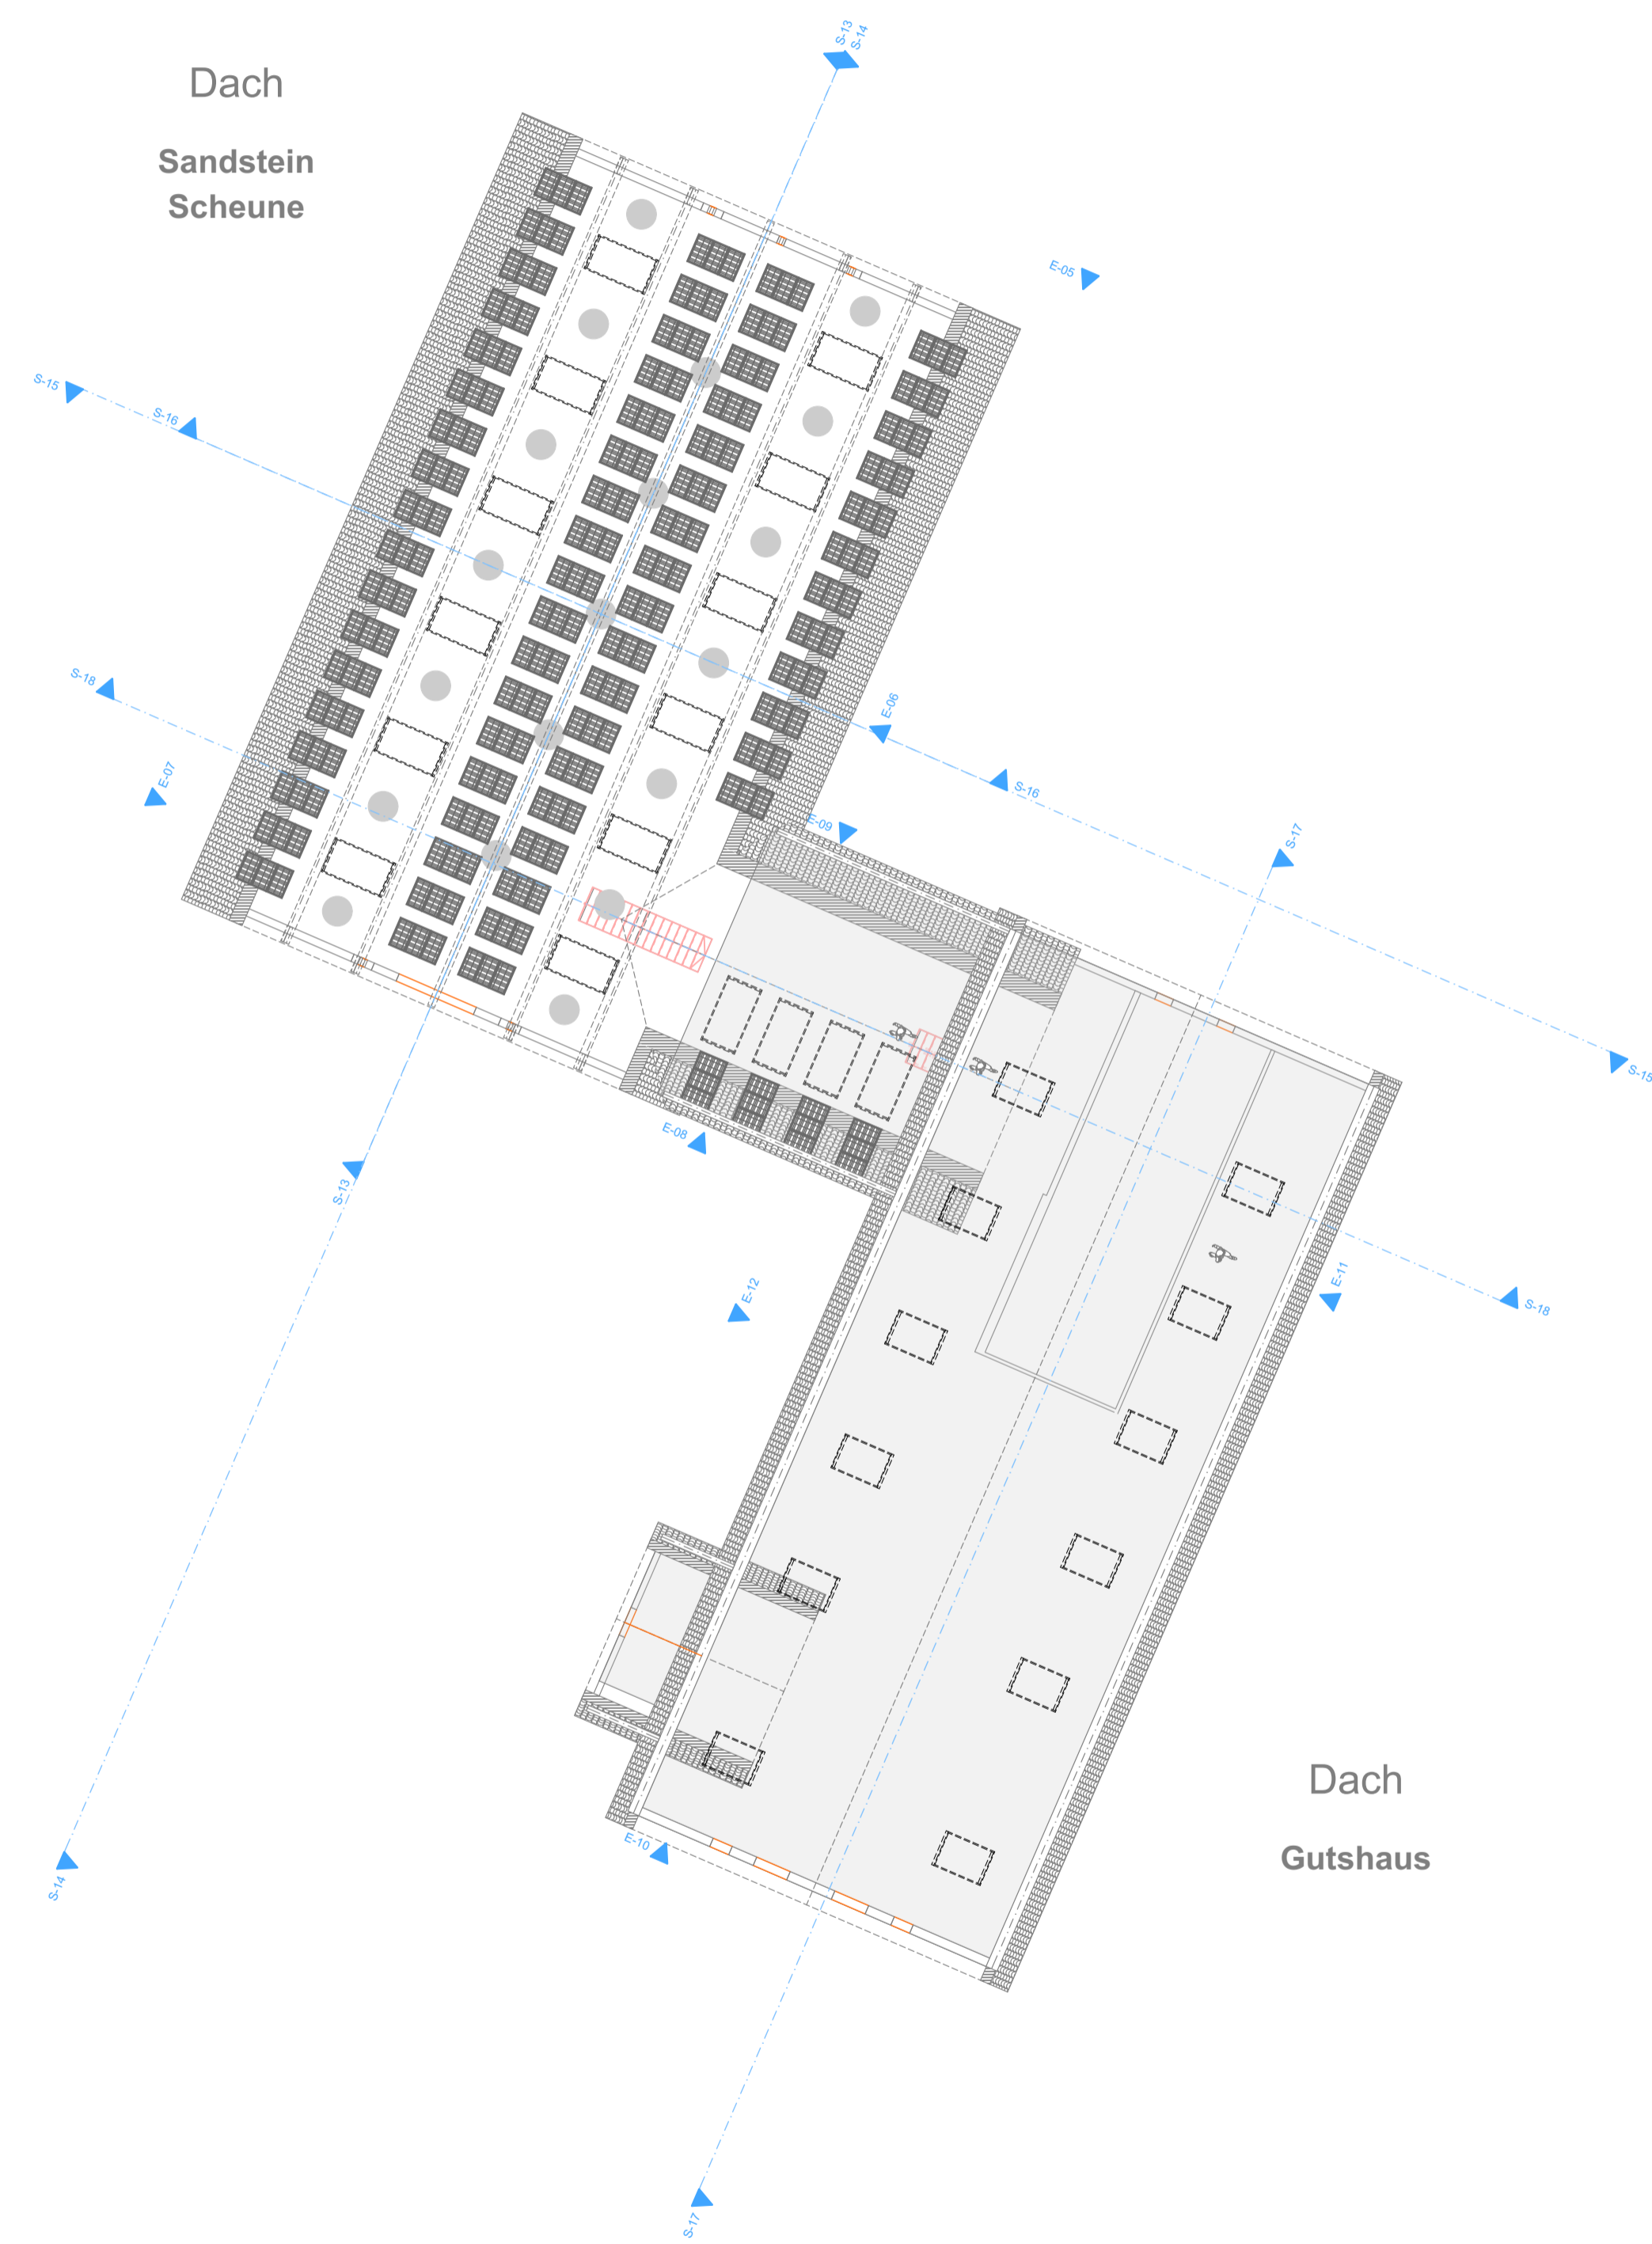 S-13
S-14
Dach
Sandstein
Scheune
E-05
S-15
S-16
S-18
E-06
E-07
S-16
E-09
S-17
S-15
E-08
S-13
E-12
E-11
S-18
Dach
E-10
Gutshaus
S-14
S-17